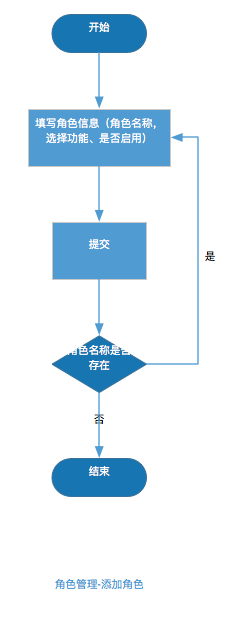 开始
填写角色信息（角色名称，
选择功能、是否启用）
提交
是
角色名称是否
存在
否
结束
角色管理-添加角色